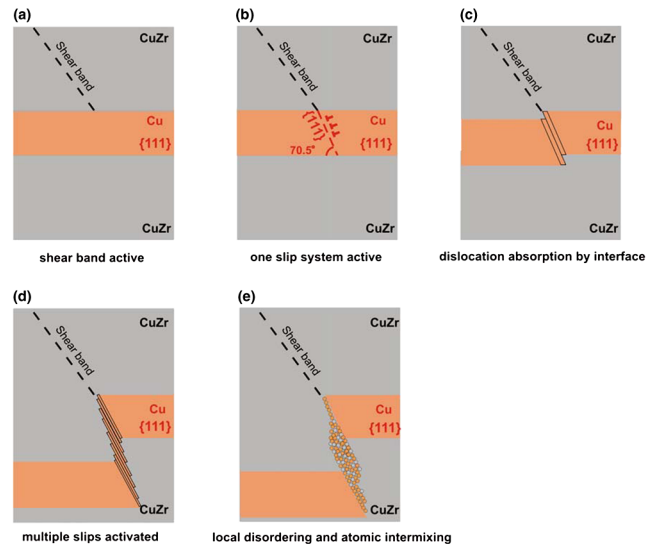 (a)
CuZr
Shear band
Cu
{111}
CuZr
shear band active
(b)
CuZr
Shear band
{111}
Cu
{111}
70.5°
CuZr
one slip system active
(c)
CuZr
Shear band
Cu
{111}
CuZr
dislocation absorption by interface
(d)
CuZr
Shear band
Cu
{111}
CuZr
multiple slips activated
(e)
CuZr
Shear band
Cu
{111}
CuZr
local disordering and atomic intermixing